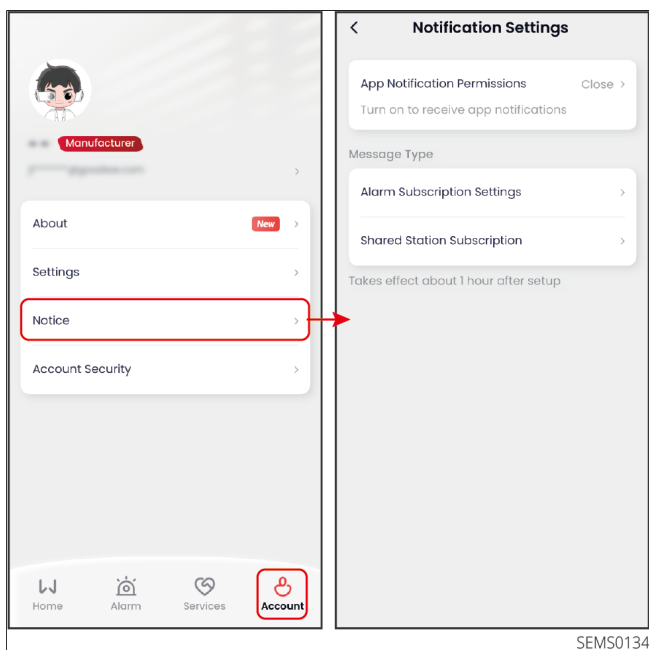 Manufacturer
About
New
Settings
Notice
Account Security
Home
Alarm
Services
Account
Notification Settings
App Notification Permissions
Close
Turn on to receive app notifications
Message Type
Alarm Subscription Settings
Shared Station Subscription
Takes effect about 1 hour after setup
SEMS0134